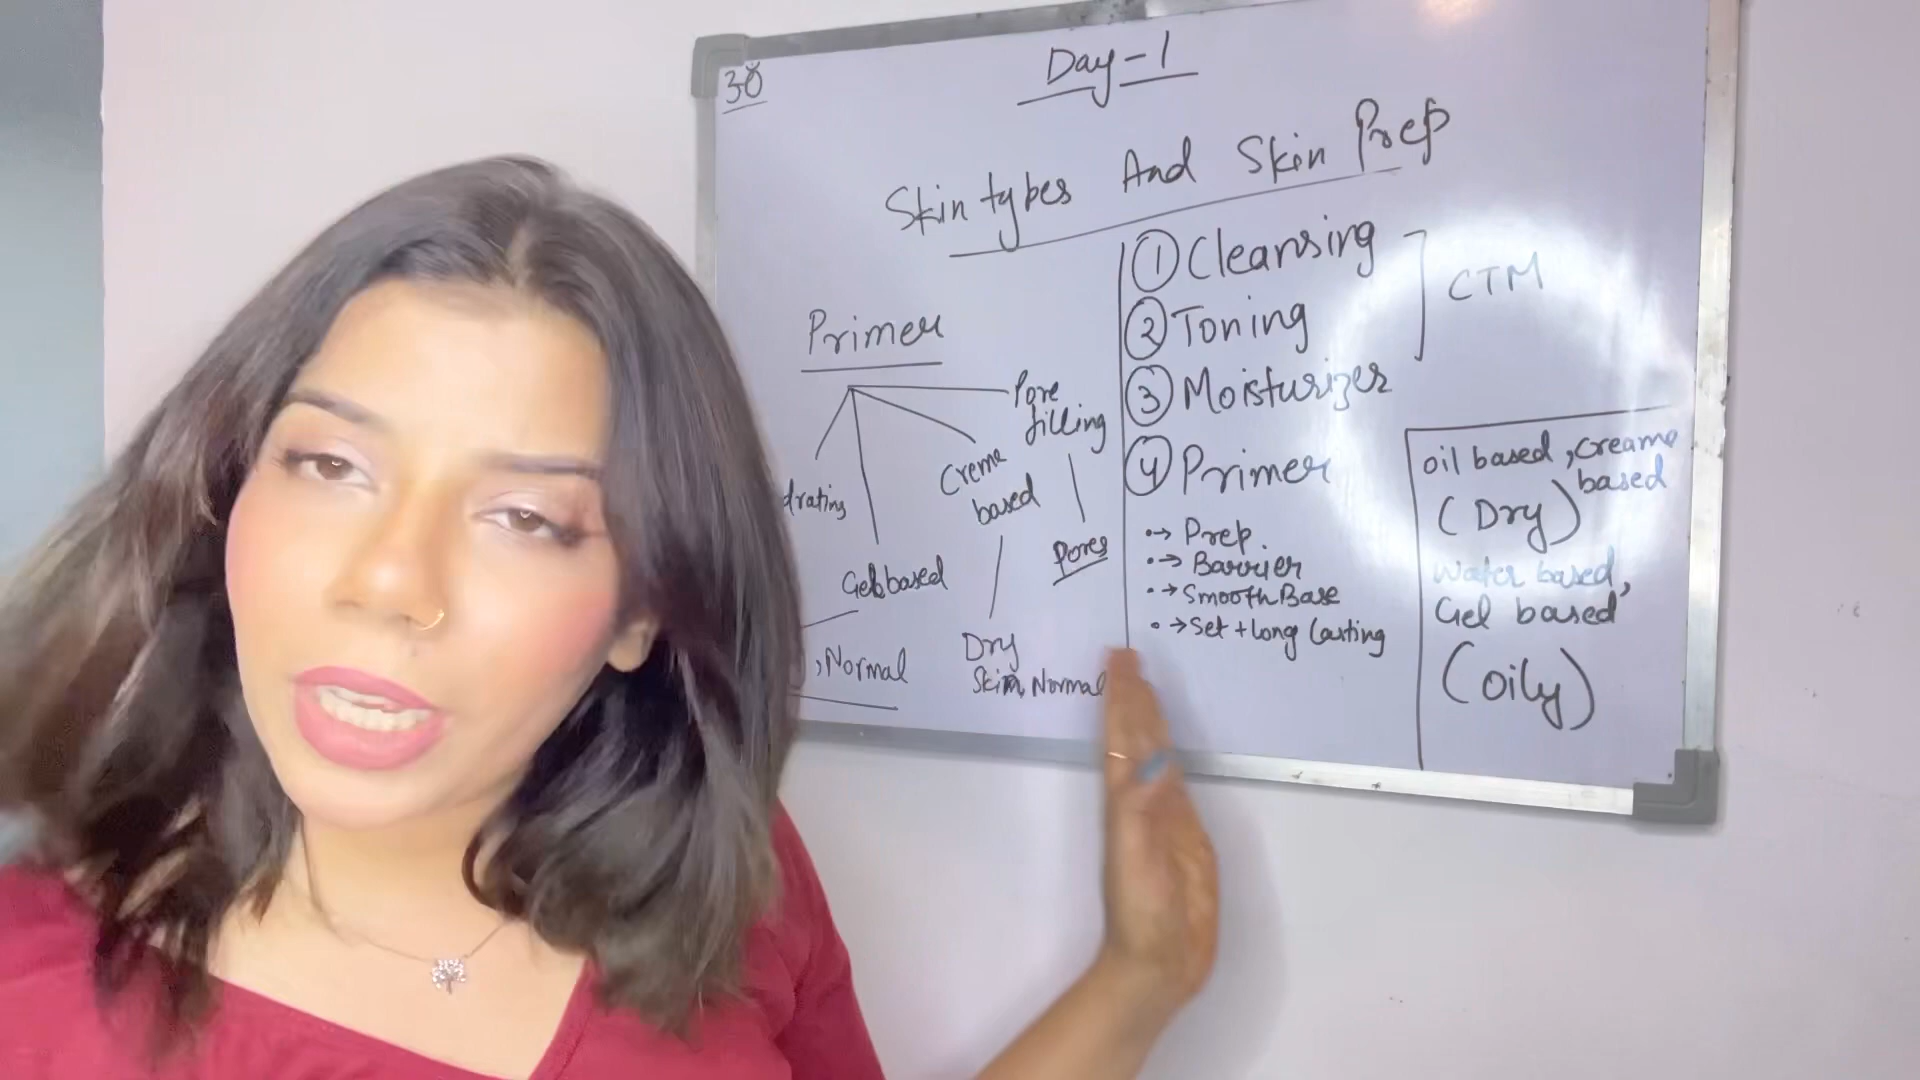 30
Day-1
Skin types And Skin Prep
Primer
drating
Gel based
, Normal
Creme
based
Dry
Skin, Normal
Pore
filling
Pores
① Cleansing
② Toning
③ Moisturizer
CTM
④ Primer
•→ Prep.
•→ Barrier
•→ Smooth Base
•→ Set + Long Lasting
oil based, creame
based
(Dry)
Water based,
Gel based
(oily)